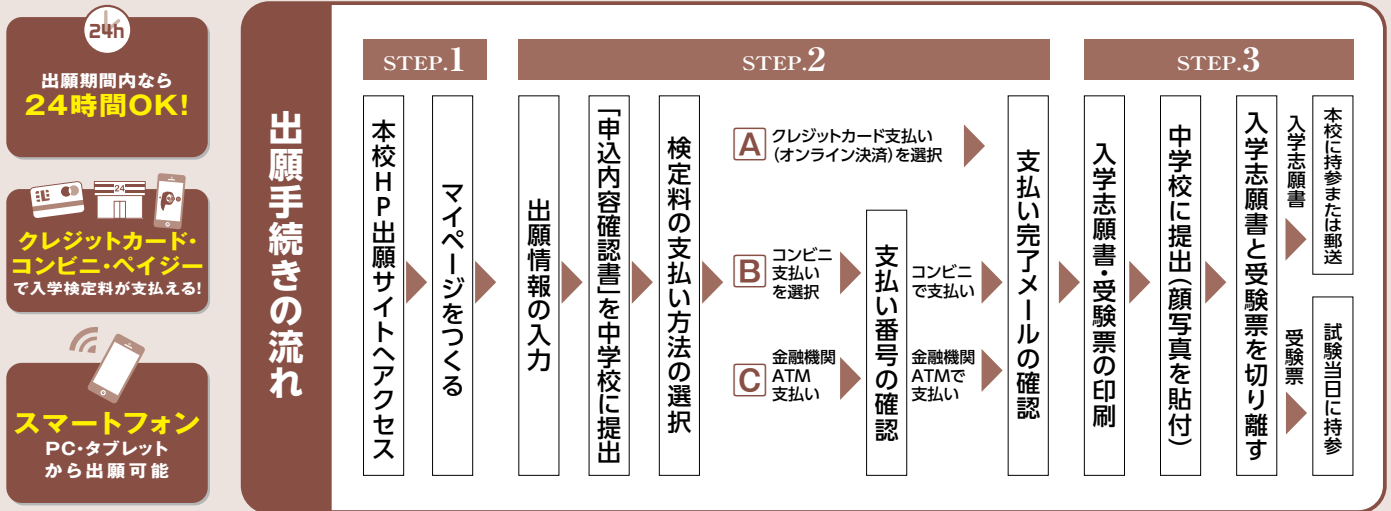 24h
出願期間内なら
24時間OK!
24
クレジットカード・
コンビニ・ペイジー
で入学検定料が支払える!
スマートフォン
PC・タブレット
から出願可能
出願手続きの流れ
STEP.1
本校HP出願サイトへアクセス
マイページをつくる
STEP.2
出願情報の入力
「申込内容確認書」を中学校に提出
検定料の支払い方法の選択
A
クレジットカード支払い
(オンライン決済)を選択
B
コンビニ
支払い
を選択
C
金融機関
ATM
支払い
支払い番号の確認
コンビニ
で支払い
金融機関
ATMで
支払い
支払い完了メールの確認
STEP.3
入学志願書・受験票の印刷
中学校に提出(顔写真を貼付)
入学志願書と受験票を切り離す
入学志願書
本校に持参または郵送
受験票
試験当日に持参